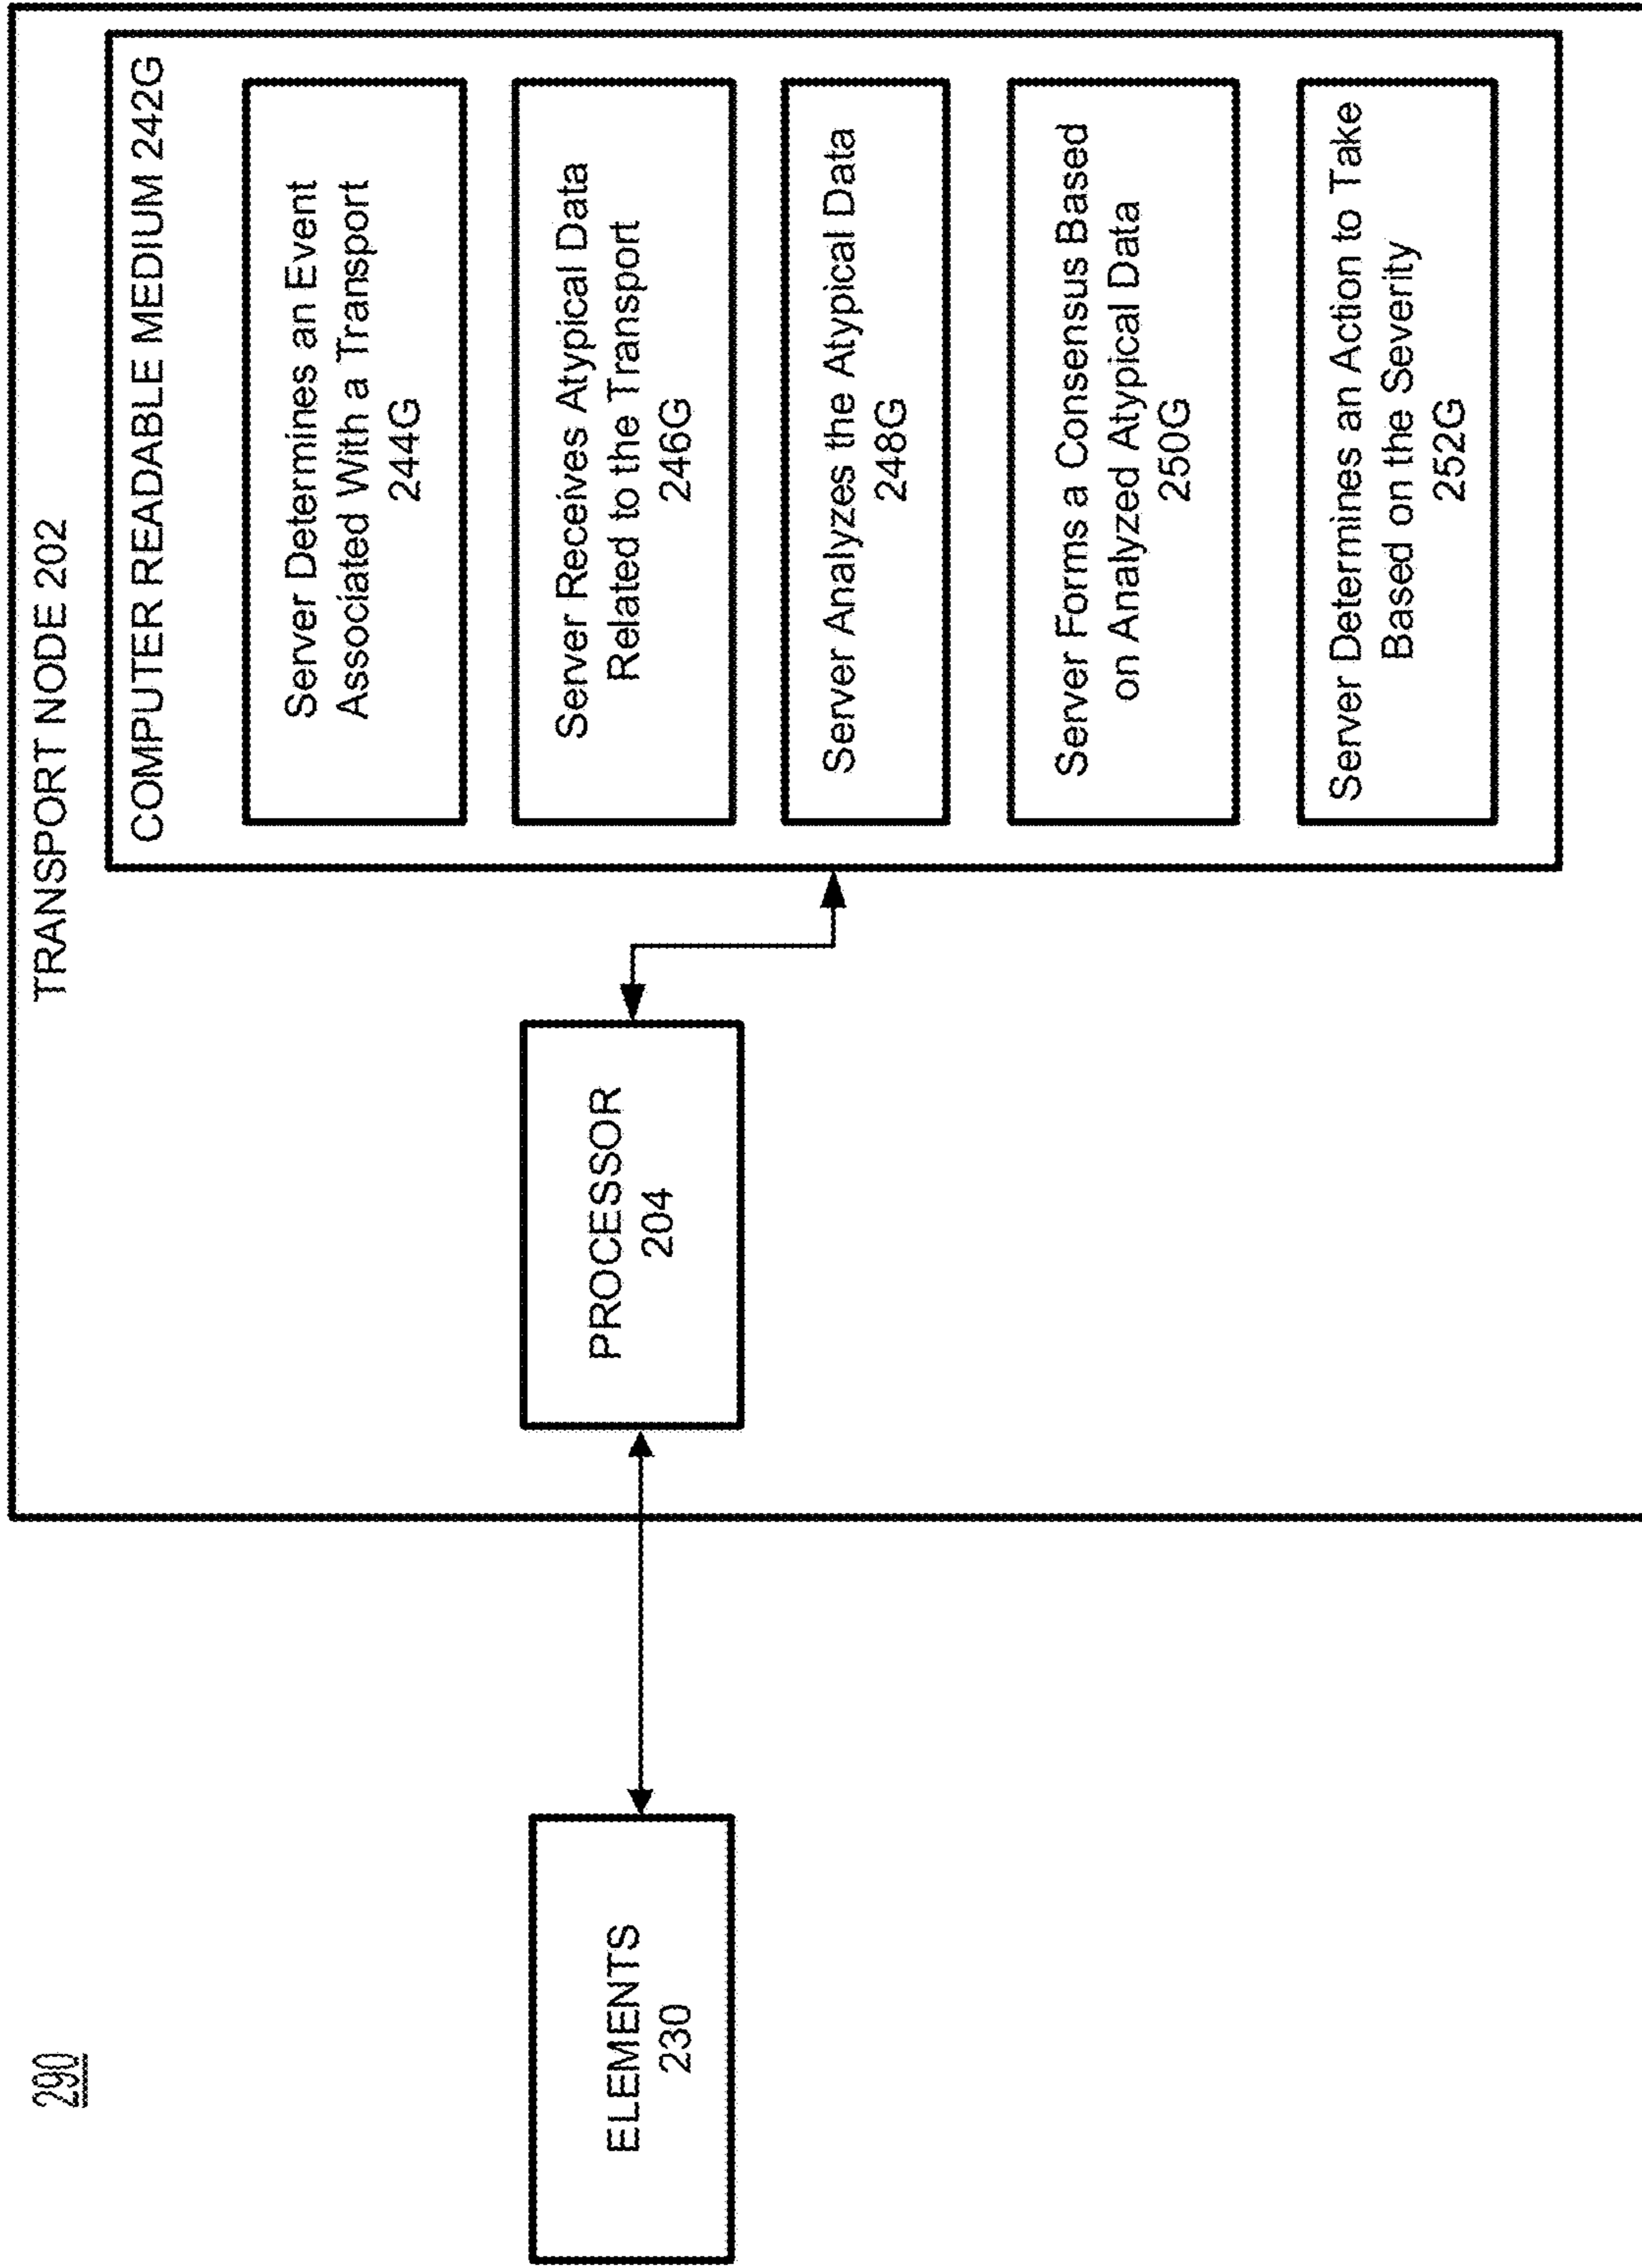 290
TRANSPORT NODE 202
COMPUTER READABLE MEDIUM 242G
ELEMENTS
230
PROCESSOR
204
Server Determines an Event
Associated With a Transport
244G
Server Receives Atypical Data
Related to the Transport
246G
Server Analyzes the Atypical Data
248G
Server Forms a Consensus Based
on Analyzed Atypical Data
250G
Server Determines an Action to Take
Based on the Severity
252G